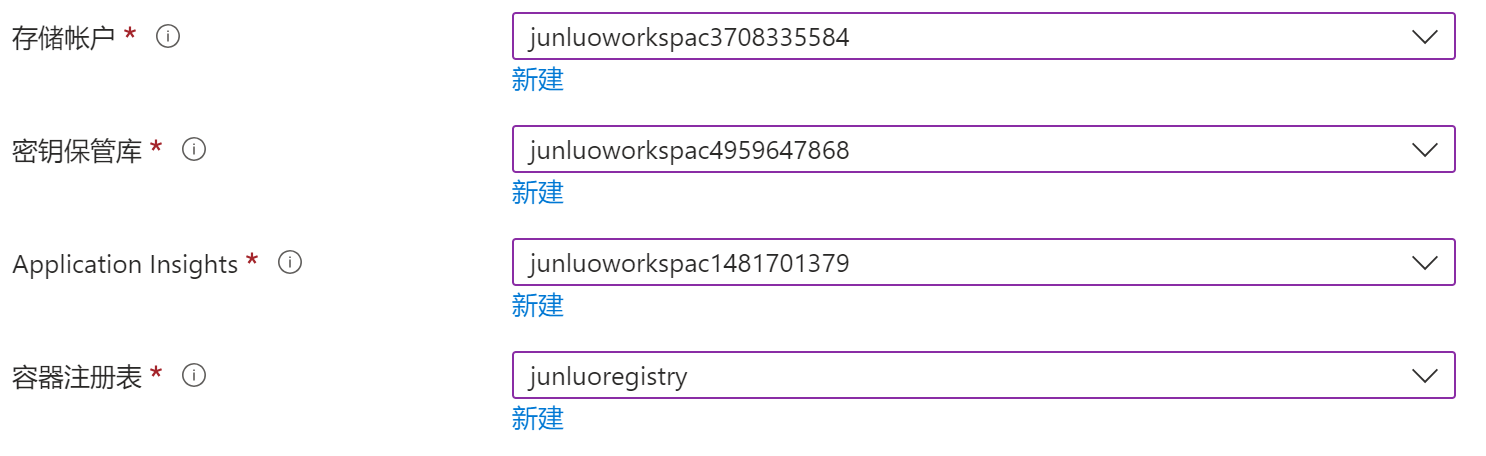 存储帐户 *
junluoworkspac3708335584
新建
密钥保管库 *
junluoworkspac4959647868
新建
Application Insights *
junluoworkspac1481701379
新建
容器注册表 *
junluoregistry
新建